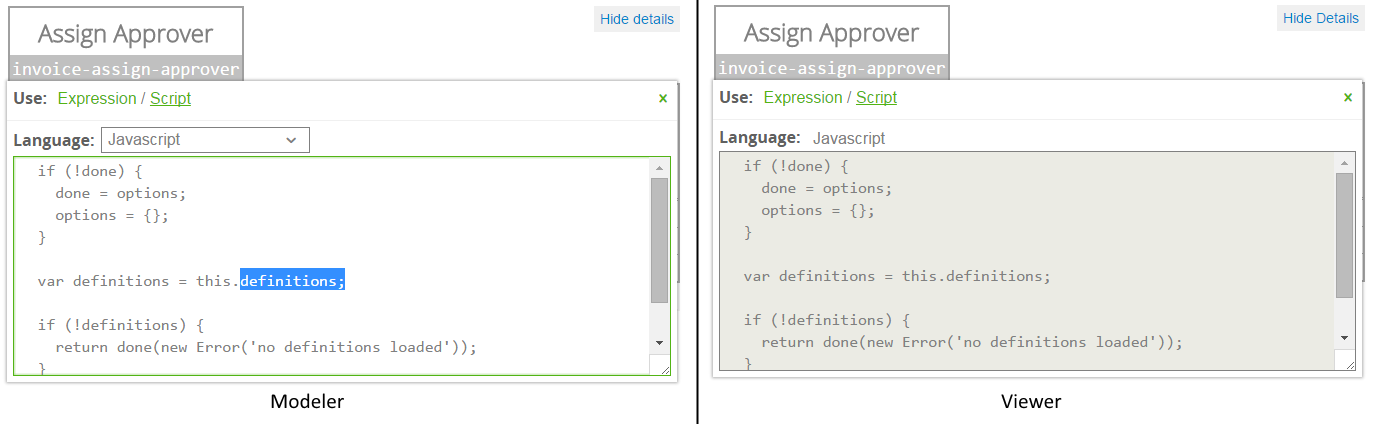 Assign Approver
Hide details
invoice-assign-approver
Use: Expression / Script x
Language: Javascript
if (!done) {
done = options;
options = {};
}
var definitions = this.definitions;
if (!definitions) {
return done(new Error('no definitions loaded'));
}
Modeler
Assign Approver
Hide Details
invoice-assign-approver
Use: Expression / Script x
Language: Javascript
if (!done) {
done = options;
options = {};
}
var definitions = this.definitions;
if (!definitions) {
return done(new Error('no definitions loaded'));
}
Viewer